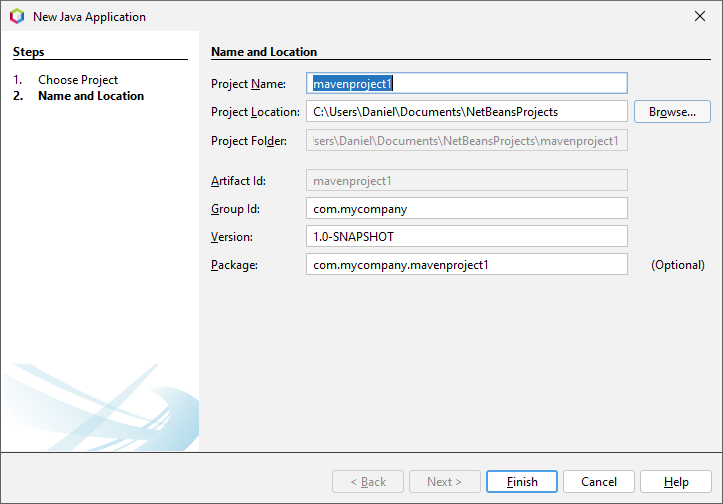 New Java Application
Steps
1. Choose Project
2. Name and Location
Name and Location
Project Name: mavenproject1
Project Location: C:\Users\Daniel\Documents\NetBeansProjects Browse...
Project Folder: sers\Daniel\Documents\NetBeansProjects\mavenproject1
Artifact Id: mavenproject1
Group Id: com.mycompany
Version: 1.0-SNAPSHOT
Package: com.mycompany.mavenproject1 (Optional)
< Back Next > Finish Cancel Help